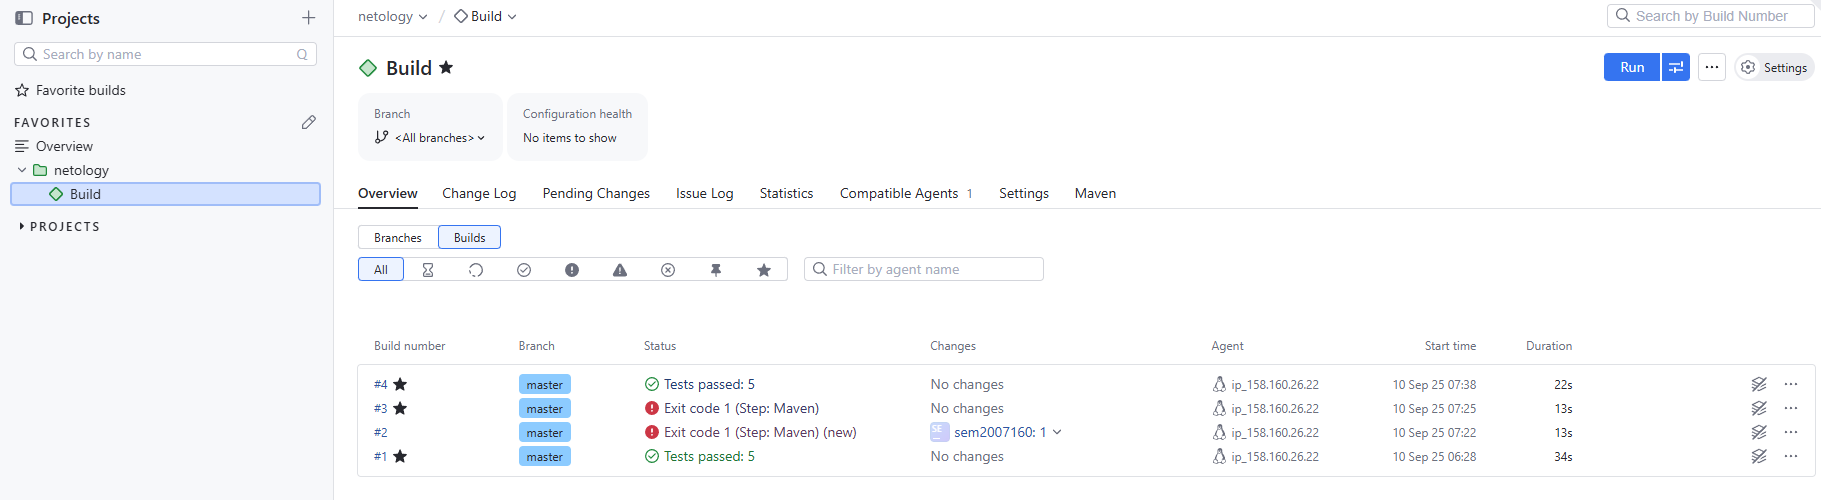 Projects
Search by name
Q
Favorite builds
FAVORITES
Overview
netology
Build
PROJECTS
netology / Build
Search by Build Number
Build
Run
Settings
Branch
<All branches>
Configuration health
No items to show
Overview Change Log Pending Changes Issue Log Statistics Compatible Agents 1 Settings Maven
Branches Builds
All
Filter by agent name
Build number Branch Status Changes Agent Start time Duration
#4 master Tests passed: 5 No changes ip_158.160.26.22 10 Sep 25 07:38 22s
#3 master Exit code 1 (Step: Maven) No changes ip_158.160.26.22 10 Sep 25 07:25 13s
#2 master Exit code 1 (Step: Maven) (new) SE sem2007160: 1 ip_158.160.26.22 10 Sep 25 07:22 13s
#1 master Tests passed: 5 No changes ip_158.160.26.22 10 Sep 25 06:28 34s